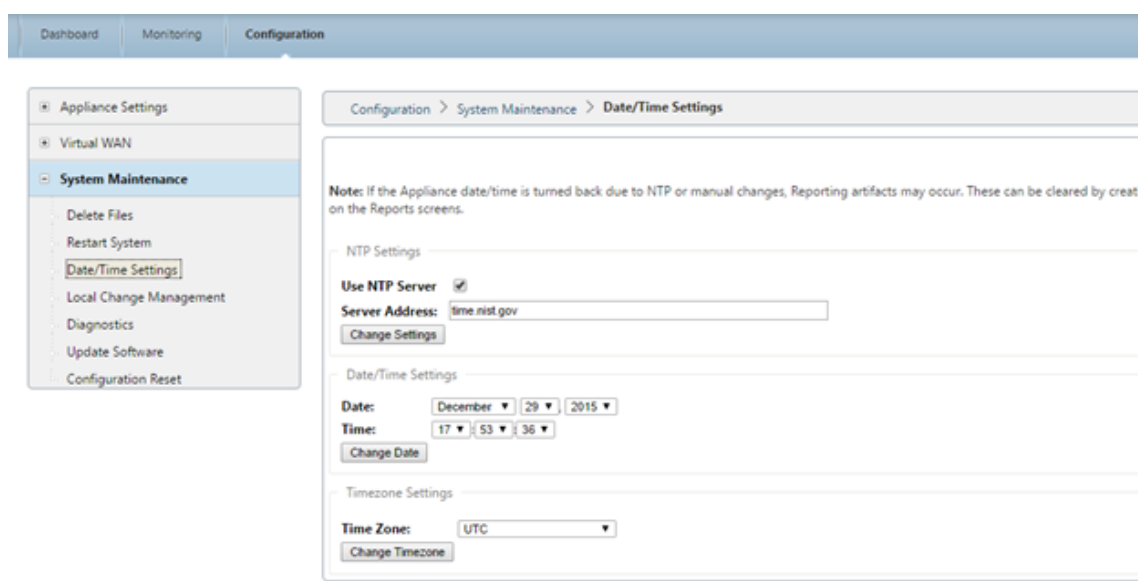 Dashboard
Monitoring
Configuration
Appliance Settings
Virtual WAN
System Maintenance
Delete Files
Restart System
Date/Time Settings
Local Change Management
Diagnostics
Update Software
Configuration Reset
Configuration > System Maintenance > Date/Time Settings
Note: If the Appliance date/time is turned back due to NTP or manual changes, Reporting artifacts may occur. These can be cleared by creat
on the Reports screens.
NTP Settings
Use NTP Server
Server Address: time.nist.gov
Change Settings
Date/Time Settings
Date: December 29, 2015
Time: 17 : 53 : 36
Change Date
Timezone Settings
Time Zone: UTC
Change Timezone